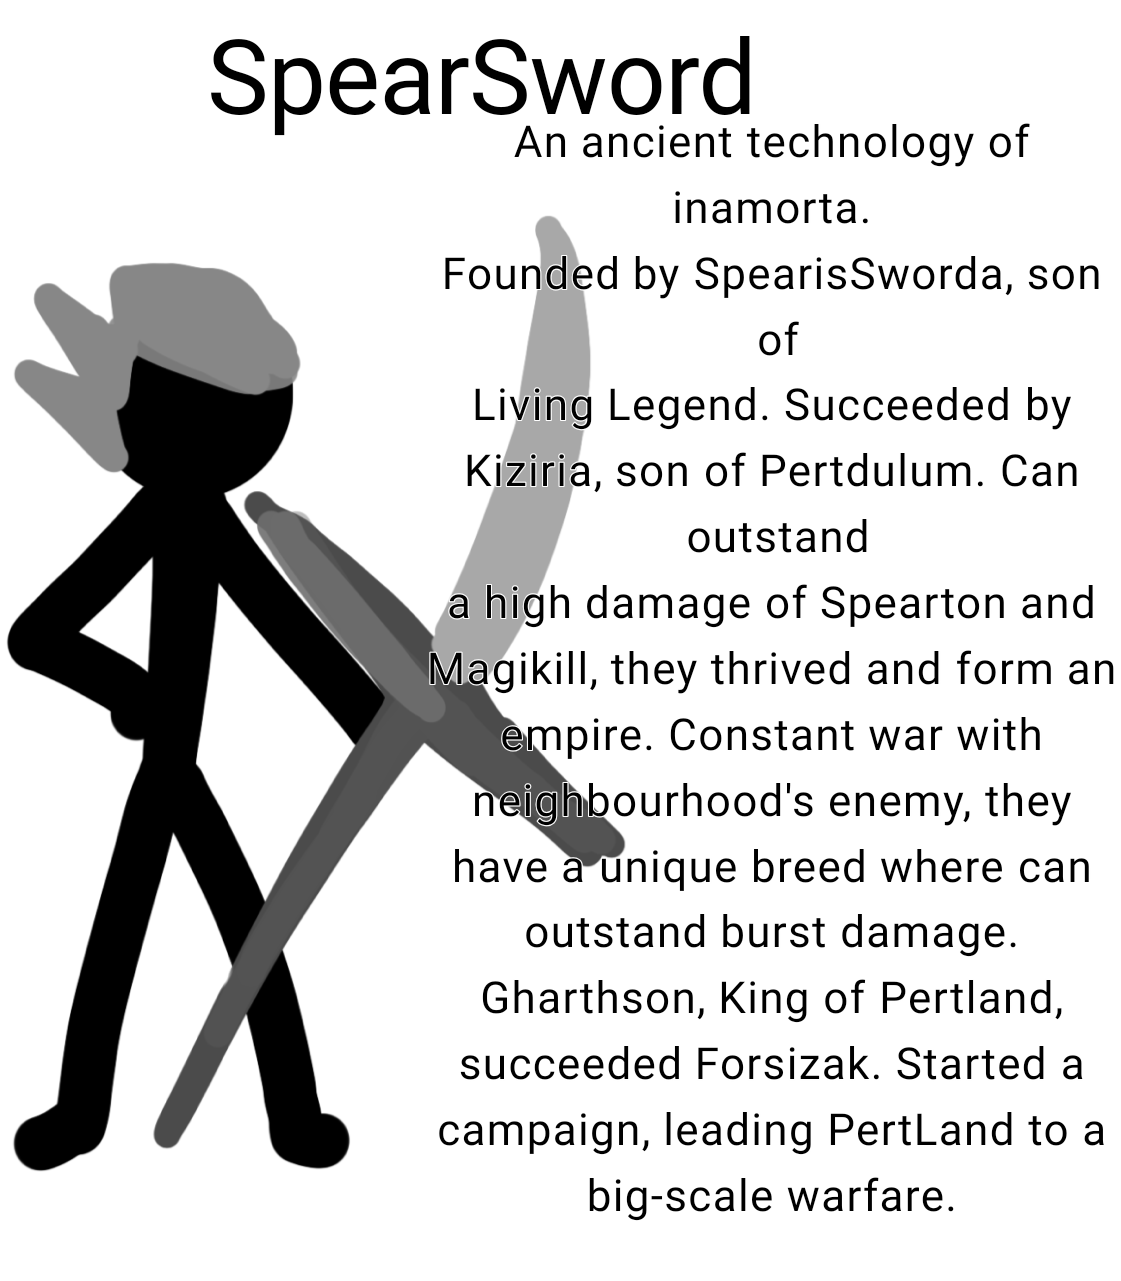 SpearSword
An ancient technology of
inamorta.
Founded by SpearisSworda, son
of
Living Legend. Succeeded by
Kiziria, son of Pertdulum. Can
outstand
a high damage of Spearton and
Magikill, they thrived and form an
empire. Constant war with
neighbourhood's enemy, they
have a unique breed where can
outstand burst damage.
Gharthson, King of Pertland,
succeeded Forsizak. Started a
campaign, leading PertLand to a
big-scale warfare.